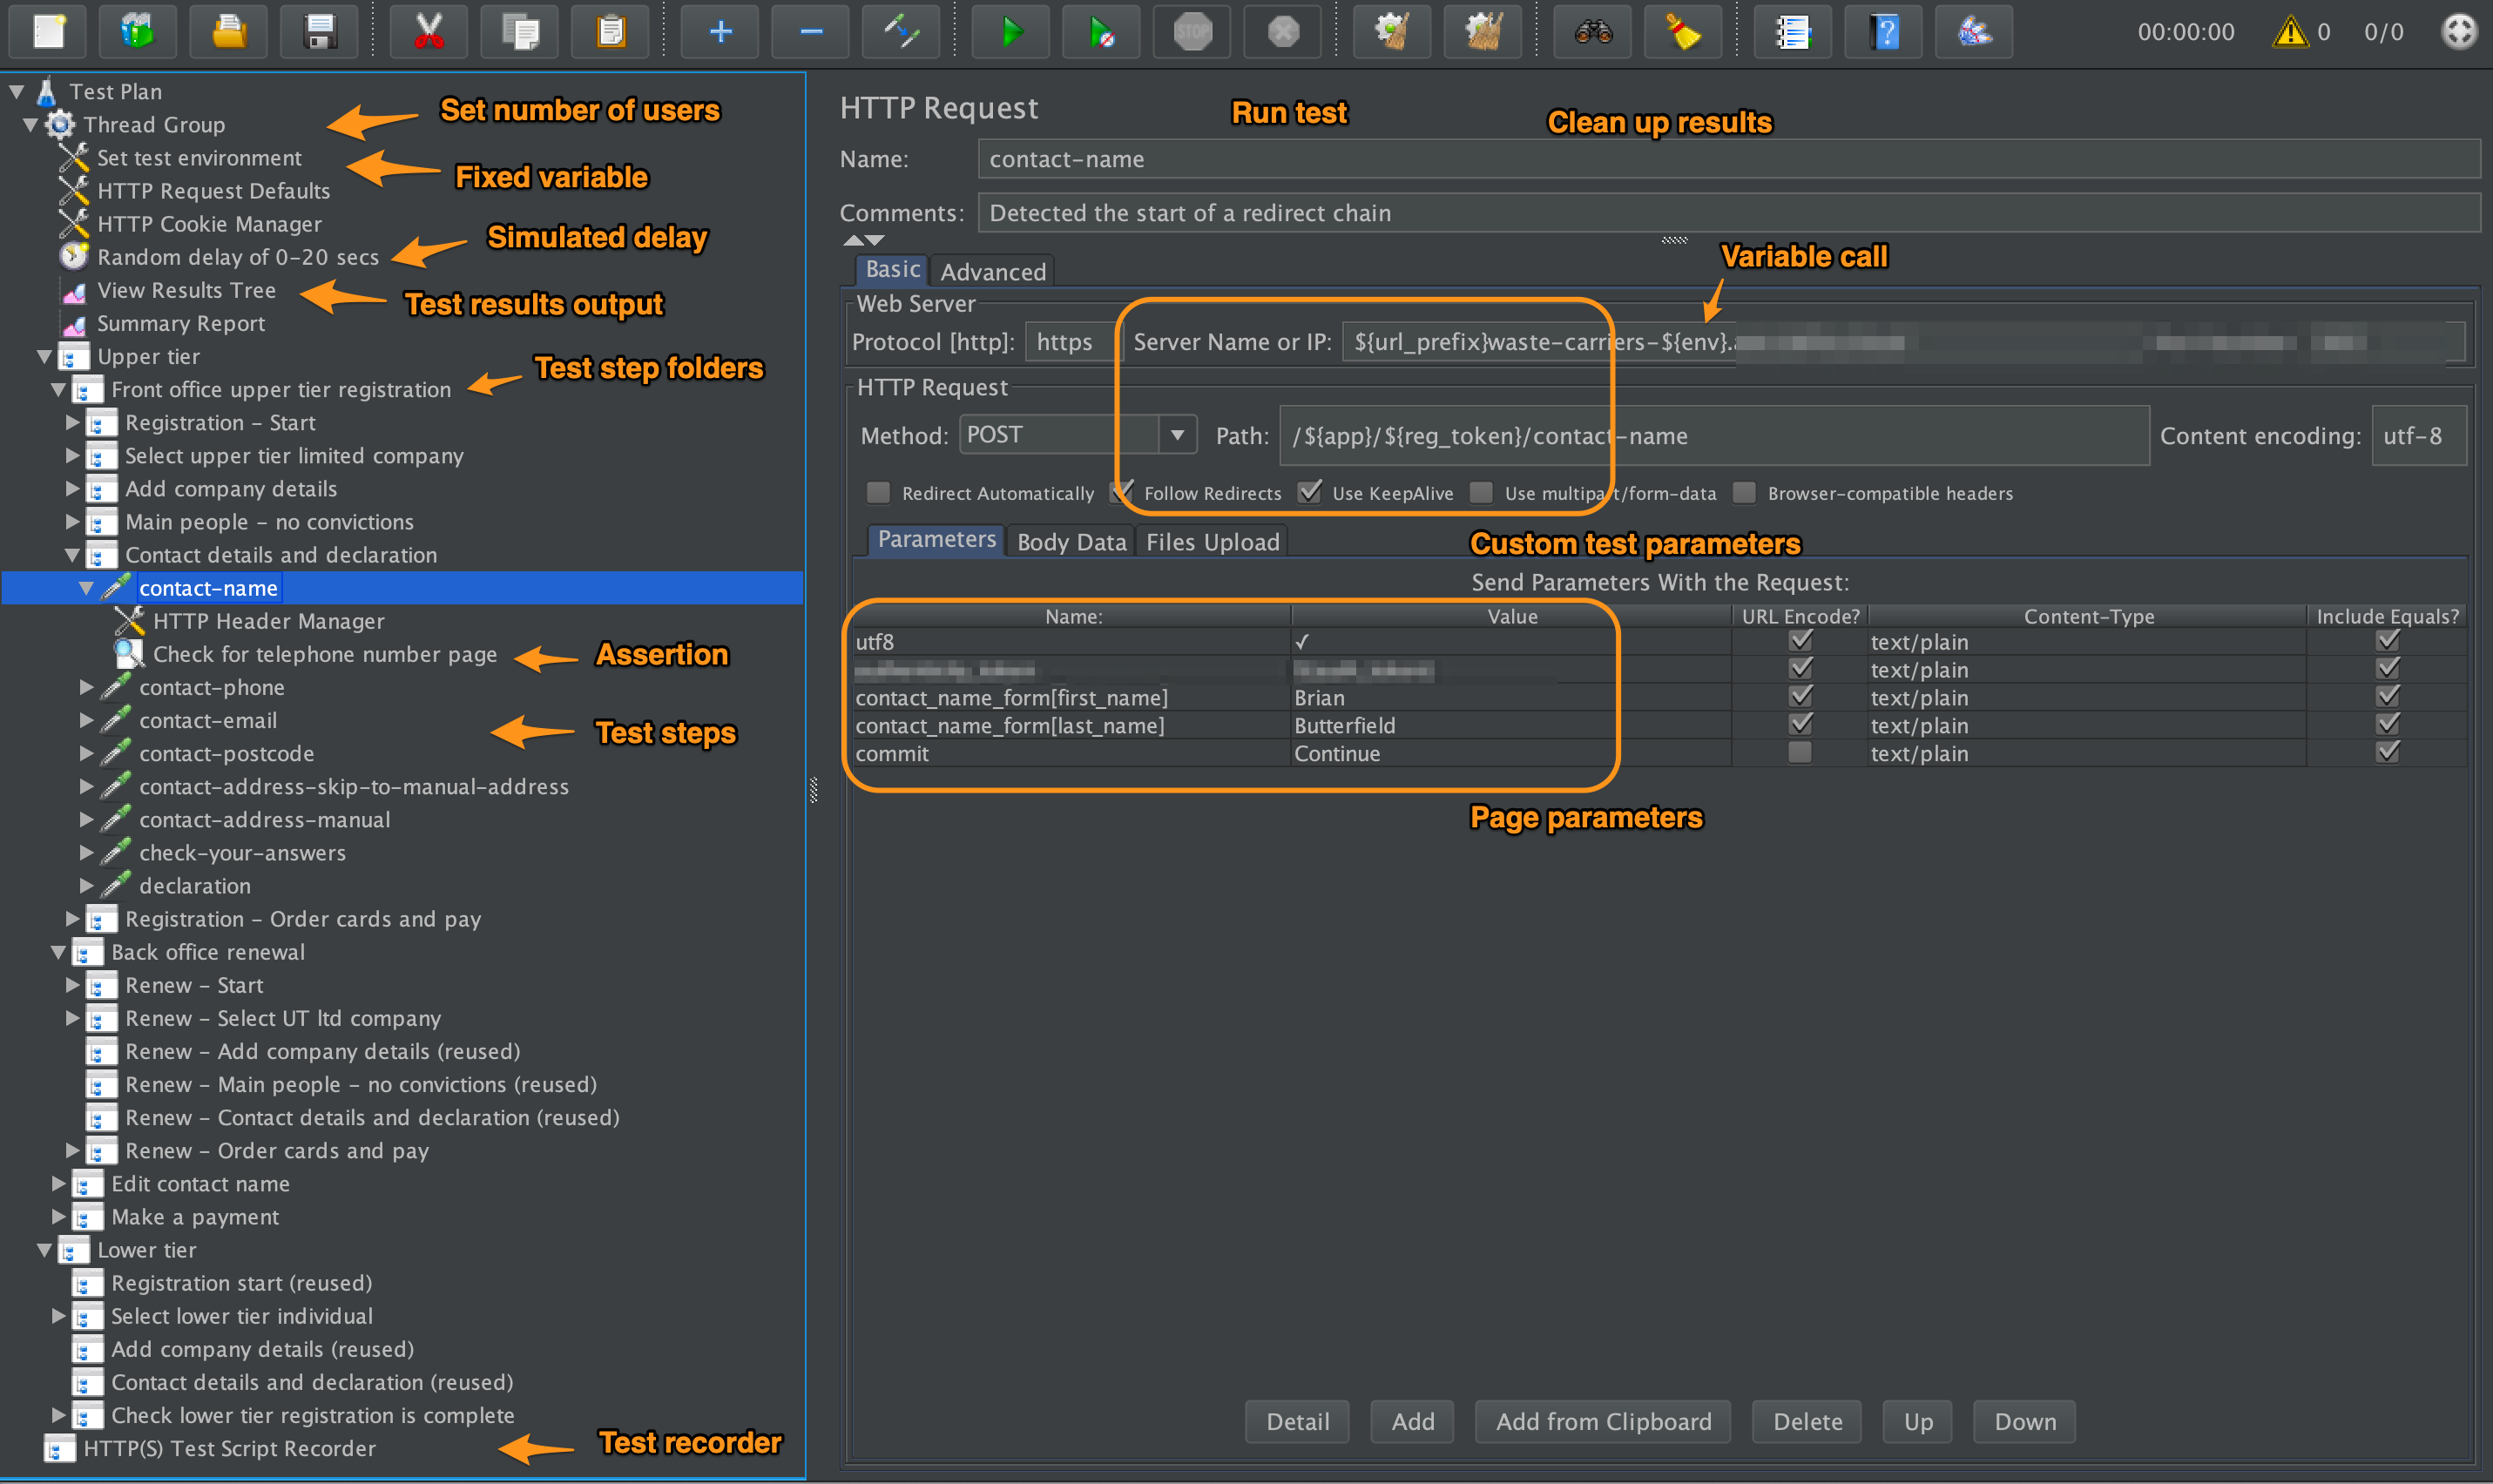 STOP
00:00:00
0
0/0
Test Plan
Set number of users
Thread Group
Set test environment
Fixed variable
HTTP Request Defaults
HTTP Cookie Manager
Simulated delay
Random delay of 0-20 secs
View Results Tree
Test results output
Summary Report
Upper tier
Test step folders
Front office upper tier registration
Registration - Start
Select upper tier limited company
Add company details
Main people - no convictions
Contact details and declaration
contact-name
HTTP Header Manager
Check for telephone number page
Assertion
contact-phone
contact-email
Test steps
contact-postcode
contact-address-skip-to-manual-address
contact-address-manual
check-your-answers
declaration
Registration - Order cards and pay
Back office renewal
Renew - Start
Renew - Select UT ltd company
Renew - Add company details (reused)
Renew - Main people - no convictions (reused)
Renew - Contact details and declaration (reused)
Renew - Order cards and pay
Edit contact name
Make a payment
Lower tier
Registration start (reused)
Select lower tier individual
Add company details (reused)
Contact details and declaration (reused)
Check lower tier registration is complete
HTTP(S) Test Script Recorder
Test recorder
HTTP Request
Run test
Clean up results
Name: contact-name
Comments: Detected the start of a redirect chain
Variable call
Basic Advanced
Web Server
Protocol [http]: https Server Name or IP: ${url_prefix}waste-carriers-${env}.
HTTP Request
Method: POST Path: /${app}/${reg_token}/contact-name Content encoding: utf-8
Redirect Automatically Follow Redirects Use KeepAlive Use multipart/form-data Browser-compatible headers
Parameters Body Data Files Upload
Custom test parameters
Send Parameters With the Request:
Name: Value URL Encode? Content-Type Include Equals?
utf8 ✓ text/plain
text/plain
contact_name_form[first_name] Brian text/plain
contact_name_form[last_name] Butterfield text/plain
commit Continue text/plain
Page parameters
Detail Add Add from Clipboard Delete Up Down